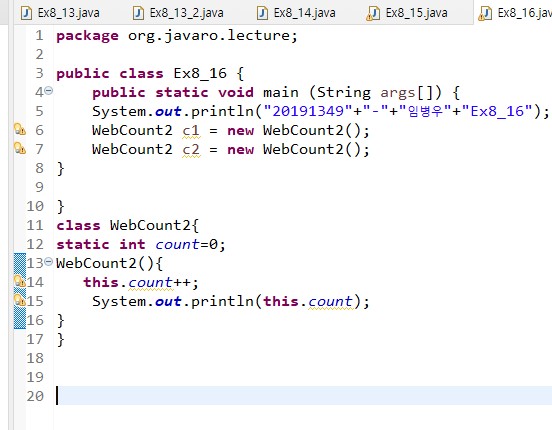 Ex8_13.java Ex8_13_2.java Ex8_14.java Ex8_15.java Ex8_16.jav
1 package org.javaro.lecture;
2
3 public class Ex8_16 {
4 public static void main (String args[]) {
5 System.out.println("20191349"+"-"+"임병우"+"Ex8_16");
6 WebCount2 c1 = new WebCount2();
7 WebCount2 c2 = new WebCount2();
8 }
9
10 }
11 class WebCount2{
12 static int count=0;
13 WebCount2(){
14 this.count++;
15 System.out.println(this.count);
16 }
17 }
18
19
20